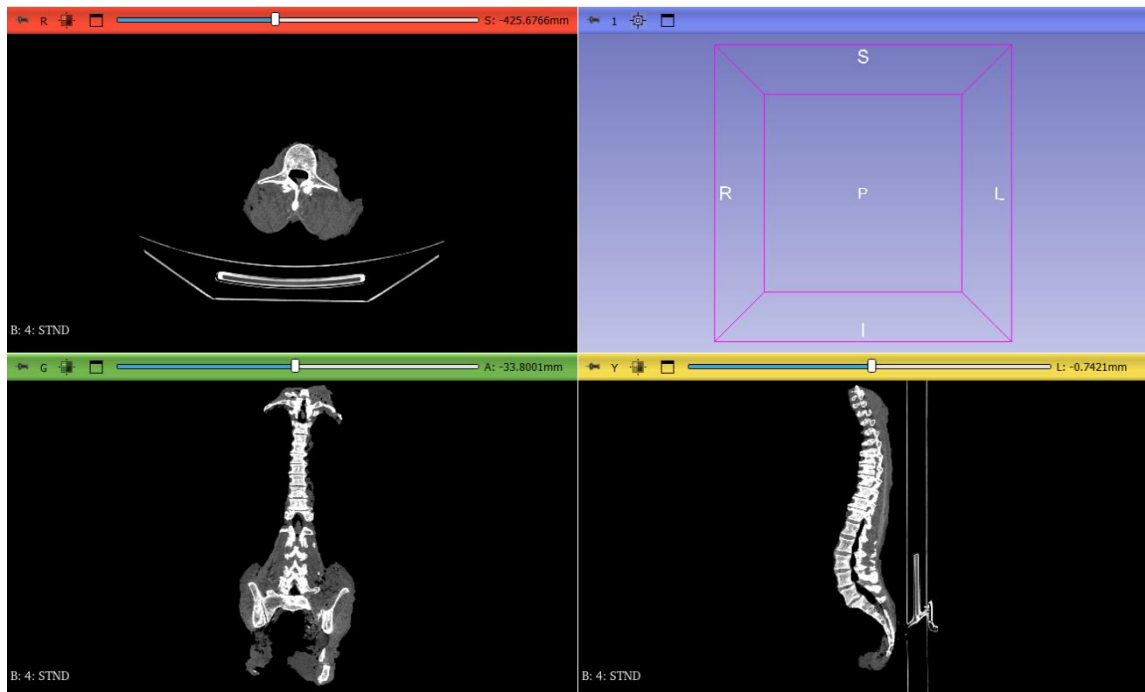 R S: -425.6766mm
1
S
R P L
I
B: 4: STND
G A: -33.8001mm
Y L: -0.7421mm
B: 4: STND
B: 4: STND